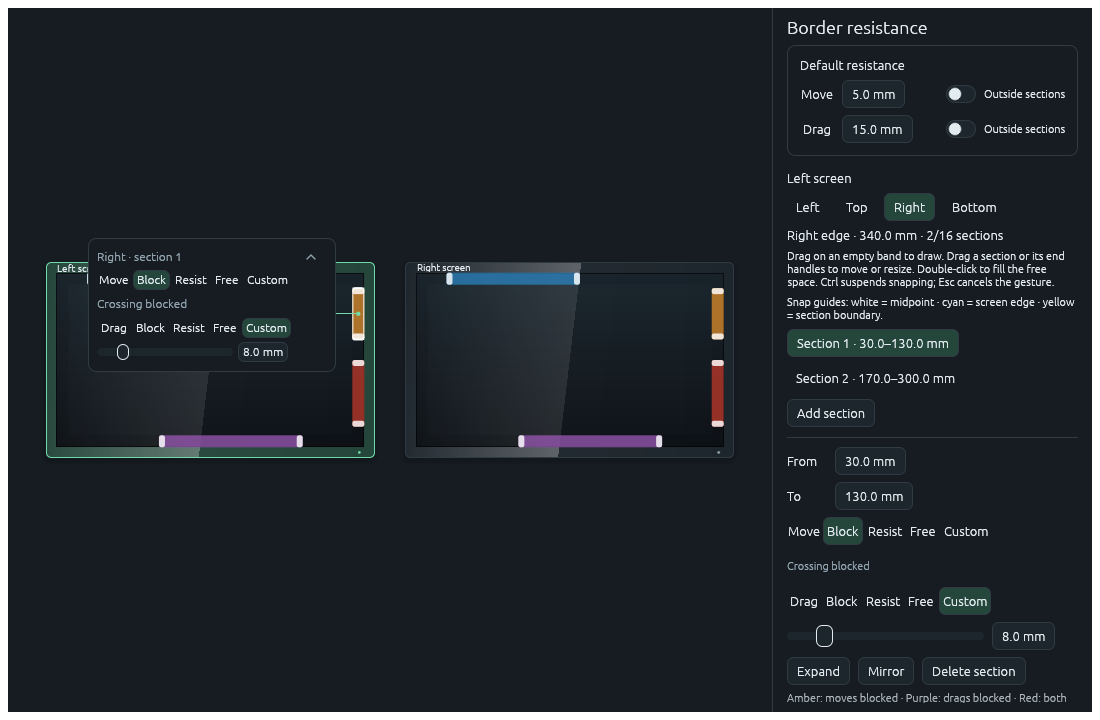 Border resistance
Default resistance
Move 5.0 mm Outside sections
Drag 15.0 mm Outside sections
Left screen
Left Top Right Bottom
Right edge · 340.0 mm · 2/16 sections
Drag on an empty band to draw. Drag a section or its end
handles to move or resize. Double-click to fill the free
space. Ctrl suspends snapping; Esc cancels the gesture.
Snap guides: white = midpoint · cyan = screen edge · yellow
= section boundary.
Section 1 · 30.0–130.0 mm
Section 2 · 170.0–300.0 mm
Add section
From 30.0 mm
To 130.0 mm
Move Block Resist Free Custom
Crossing blocked
Drag Block Resist Free Custom
8.0 mm
Expand Mirror Delete section
Amber: moves blocked · Purple: drags blocked · Red: both
Left
Right · section 1
Move Block Resist Free Custom
Crossing blocked
Drag Block Resist Free Custom
8.0 mm
Right screen